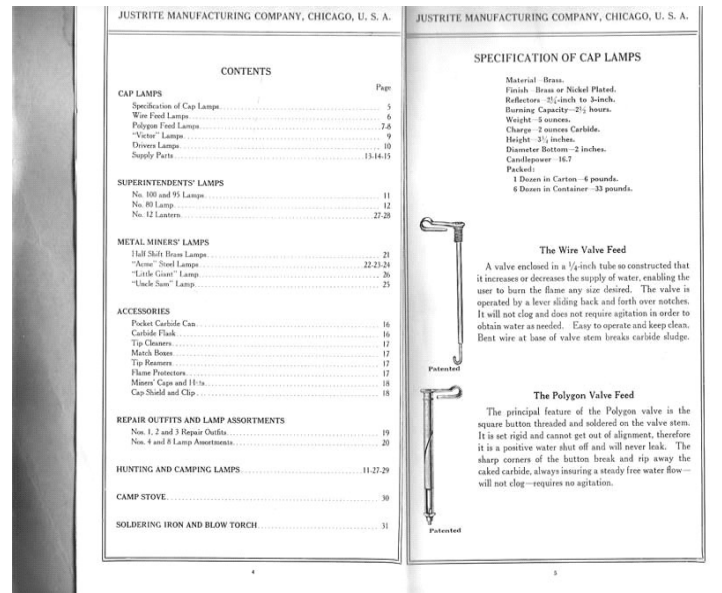 JUSTRITE MANUFACTURING COMPANY, CHICAGO, U. S. A.
CONTENTS
Page
CAP LAMPS
Specification of Cap Lamps 5
Wire Feed Lamps 6
Polygon Feed Lamps 7-8
"Victor" Lamps 9
Drivers Lamps 10
Supply Parts 13-14-15
SUPERINTENDENTS' LAMPS
No. 100 and 95 Lamps 11
No. 80 Lamp 12
No. 12 Lantern 27-28
METAL MINERS' LAMPS
Half Shift Brass Lamps 21
"Acme" Steel Lamps 22-23-24
"Little Giant" Lamp 26
"Uncle Sam" Lamp 25
ACCESSORIES
Pocket Carbide Can 16
Carbide Flask 16
Tip Cleaners 17
Match Boxes 17
Tip Reamers 17
Flame Protectors 17
Miners' Caps and 18
Cap Shield and Clip 18
REPAIR OUTFITS AND LAMP ASSORTMENTS
Nos. 1, 2 and 3 Repair Outfits 19
Nos. 4 and 8 Lamp Assortments 20
HUNTING AND CAMPING LAMPS 11-27-29
CAMP STOVE 30
SOLDERING IRON AND BLOW TORCH 31
4
JUSTRITE MANUFACTURING COMPANY, CHICAGO, U. S. A.
SPECIFICATION OF CAP LAMPS
Material—Brass.
Finish—Brass or Nickel Plated.
Reflectors—2½-inch to 3-inch.
Burning Capacity—2½ hours.
Weight—5 ounces.
Charge—2 ounces Carbide.
Height—3½ inches.
Diameter Bottom—2 inches.
Candlepower—16.7
Packed:
1 Dozen in Carton—6 pounds.
6 Dozen in Container—33 pounds.
The Wire Valve Feed
A valve enclosed in a ¼-inch tube so constructed that
it increases or decreases the supply of water, enabling the
user to burn the flame any size desired. The valve is
operated by a lever sliding back and forth over notches.
It will not clog and does not require agitation in order to
obtain water as needed. Easy to operate and keep clean.
Bent wire at base of valve stem breaks carbide sludge.
Patented
The Polygon Valve Feed
The principal feature of the Polygon valve is the
square button threaded and soldered on the valve stem.
It is set rigid and cannot get out of alignment, therefore
it is a positive water shut off and will never leak. The
sharp corners of the button break and rip away the
caked carbide, always insuring a steady free water flow—
will not clog—requires no agitation.
Patented
5